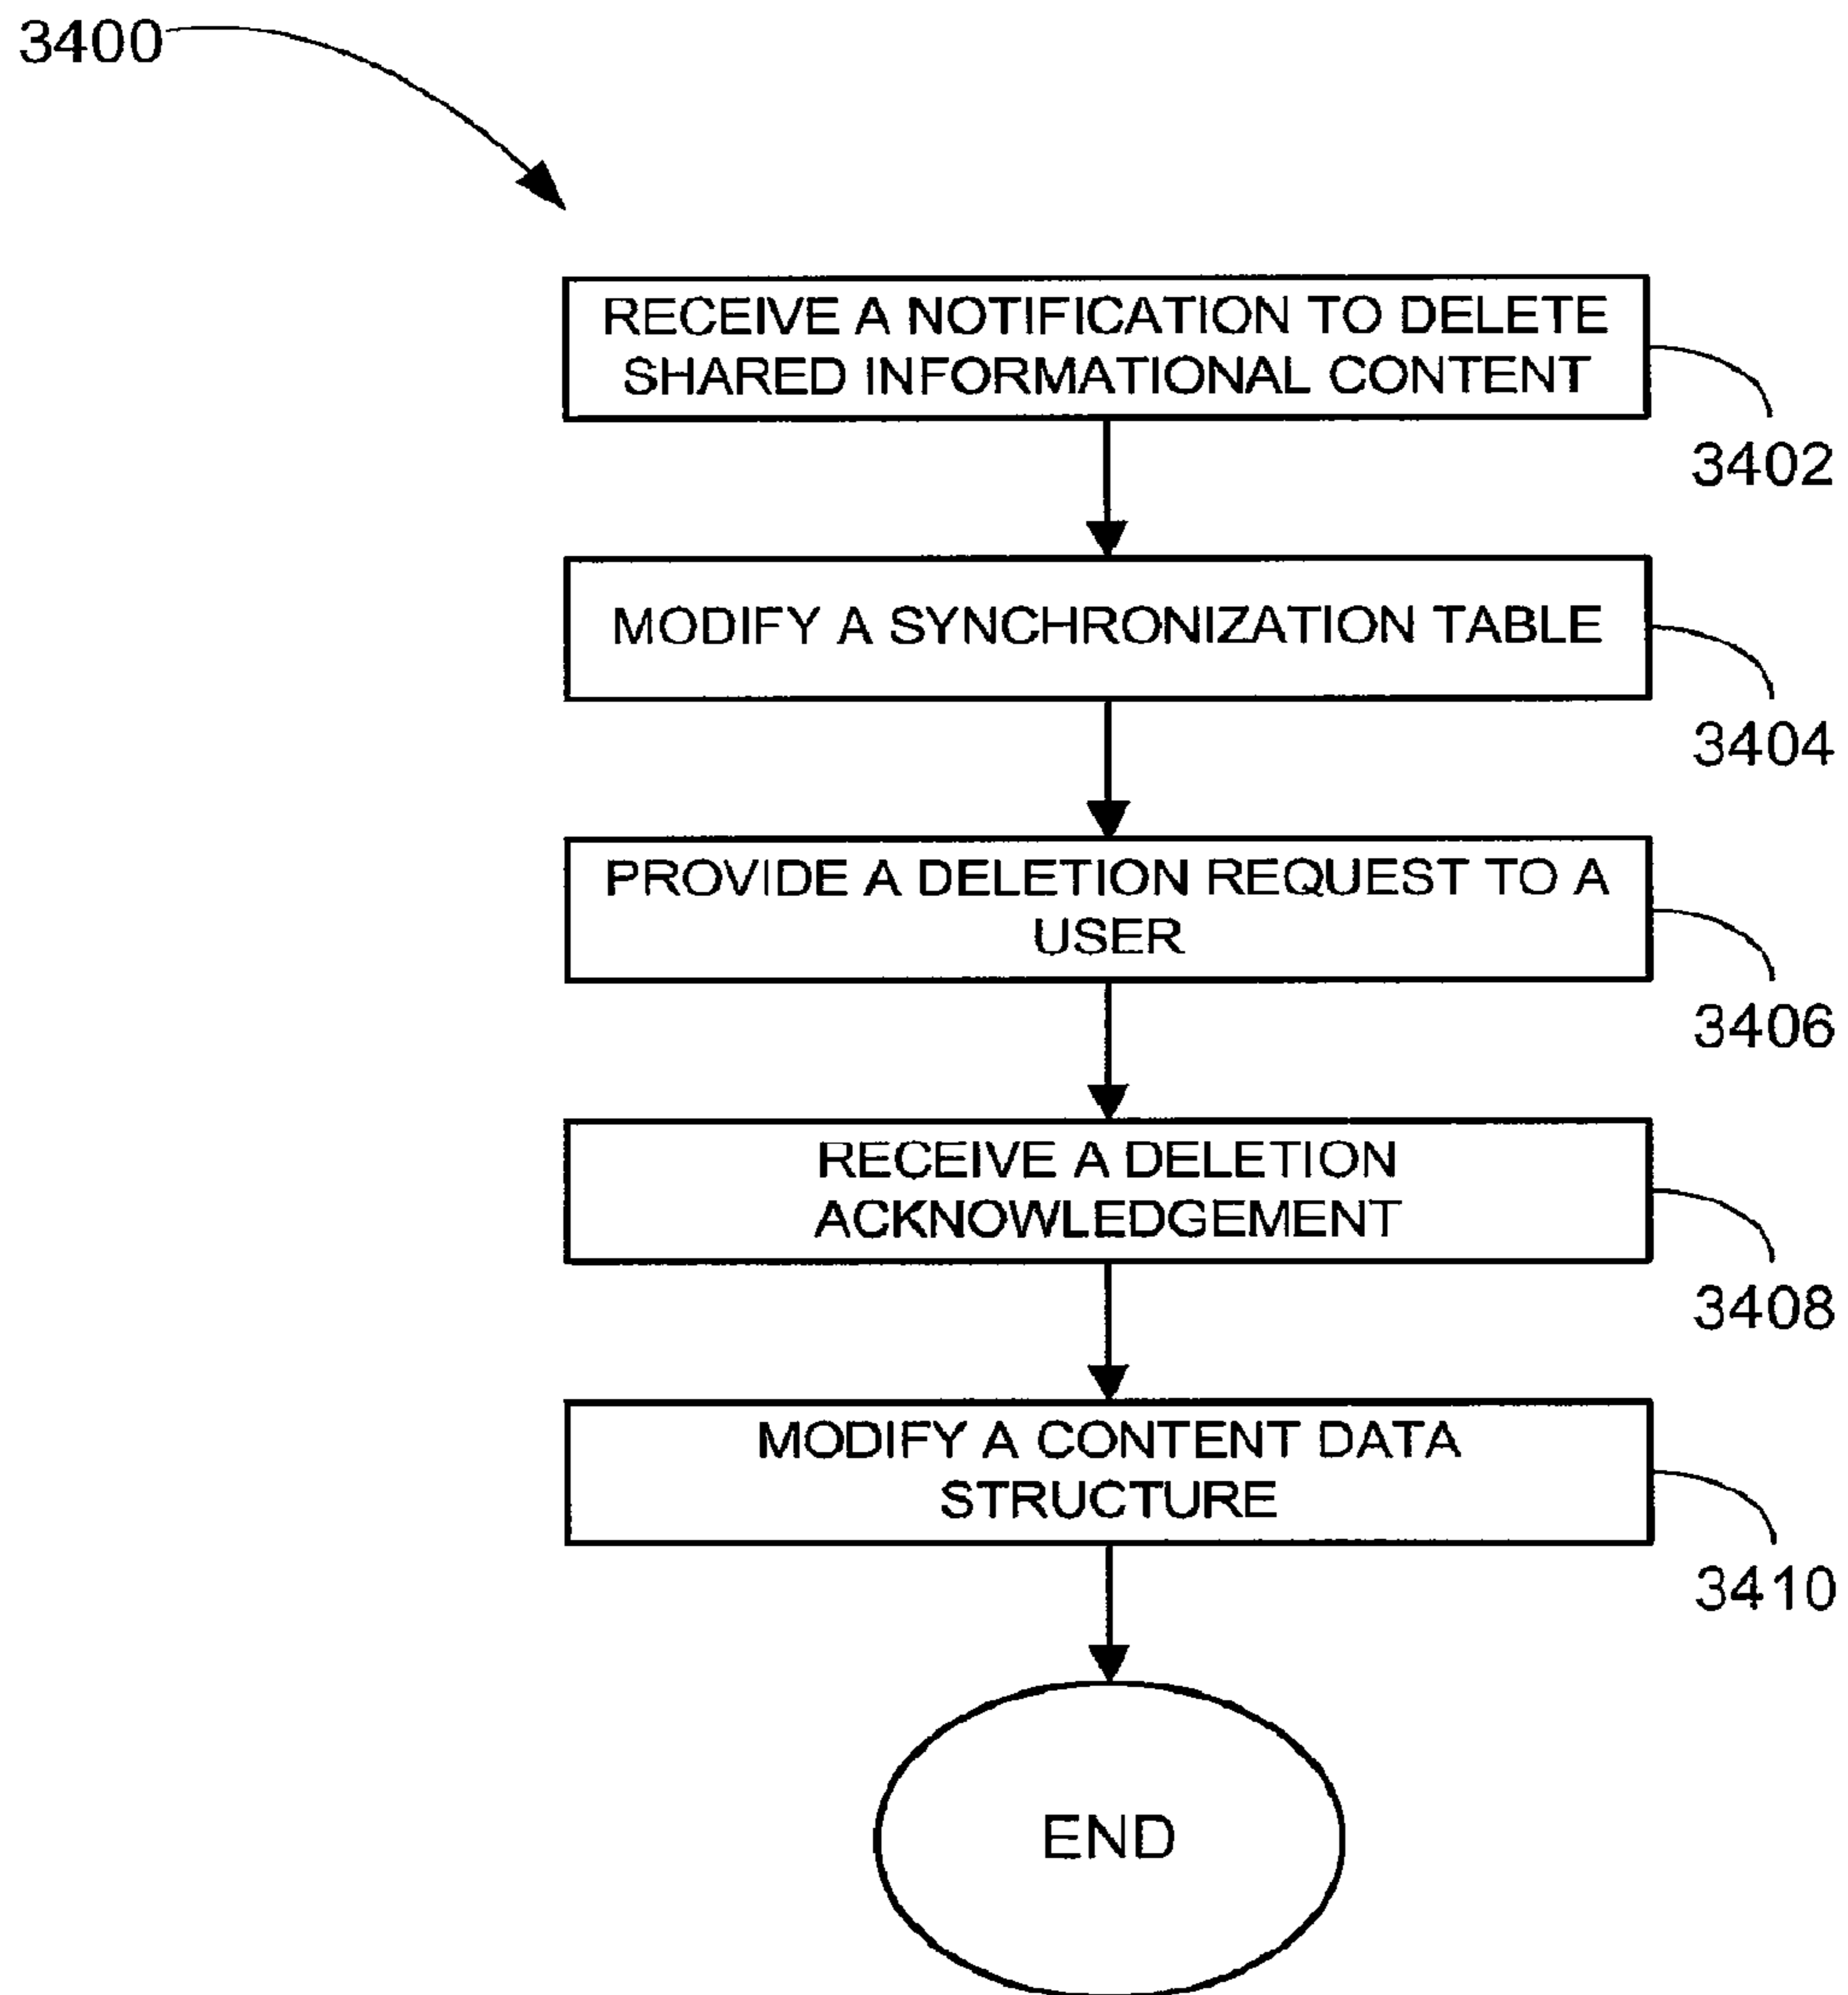 3400
RECEIVE A NOTIFICATION TO DELETE
SHARED INFORMATIONAL CONTENT
3402
MODIFY A SYNCHRONIZATION TABLE
3404
PROVIDE A DELETION REQUEST TO A
USER
3406
RECEIVE A DELETION
ACKNOWLEDGEMENT
3408
MODIFY A CONTENT DATA
STRUCTURE
3410
END